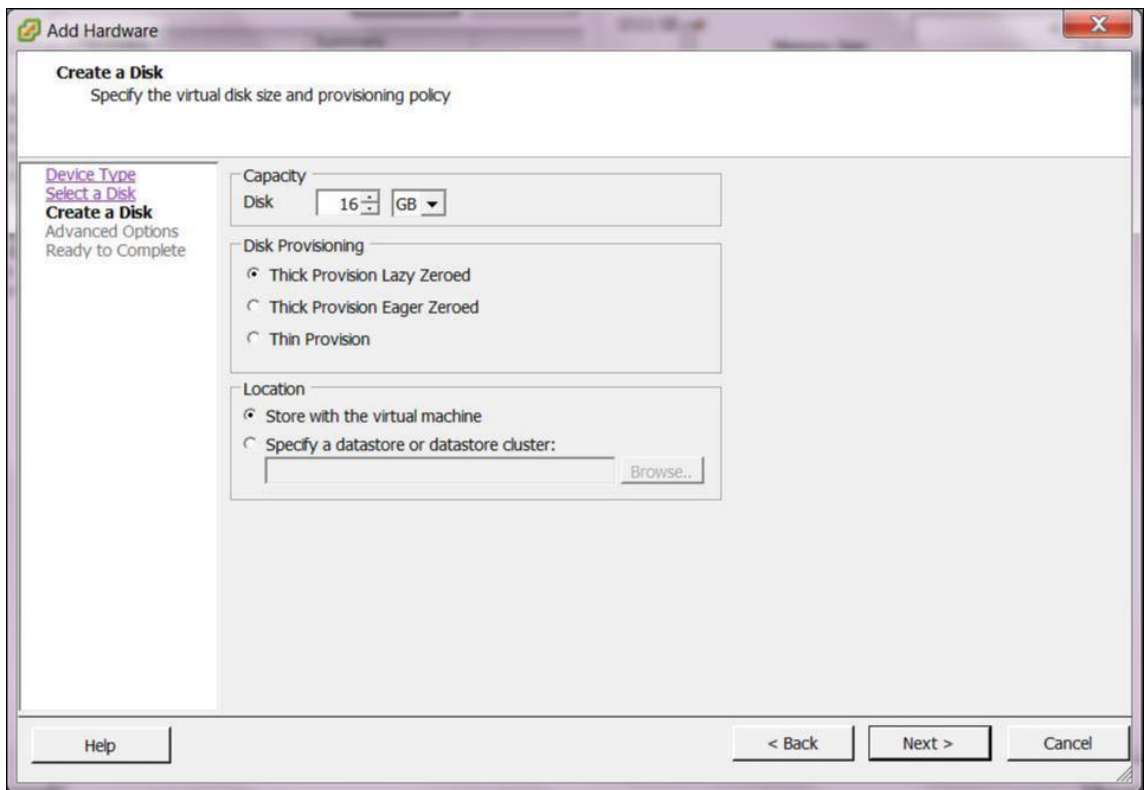 Add Hardware
Create a Disk
Specify the virtual disk size and provisioning policy
Device Type
Select a Disk
Create a Disk
Advanced Options
Ready to Complete
Capacity
Disk 16 GB
Disk Provisioning
Thick Provision Lazy Zeroed
Thick Provision Eager Zeroed
Thin Provision
Location
Store with the virtual machine
Specify a datastore or datastore cluster:
Browse..
Help
< Back Next > Cancel